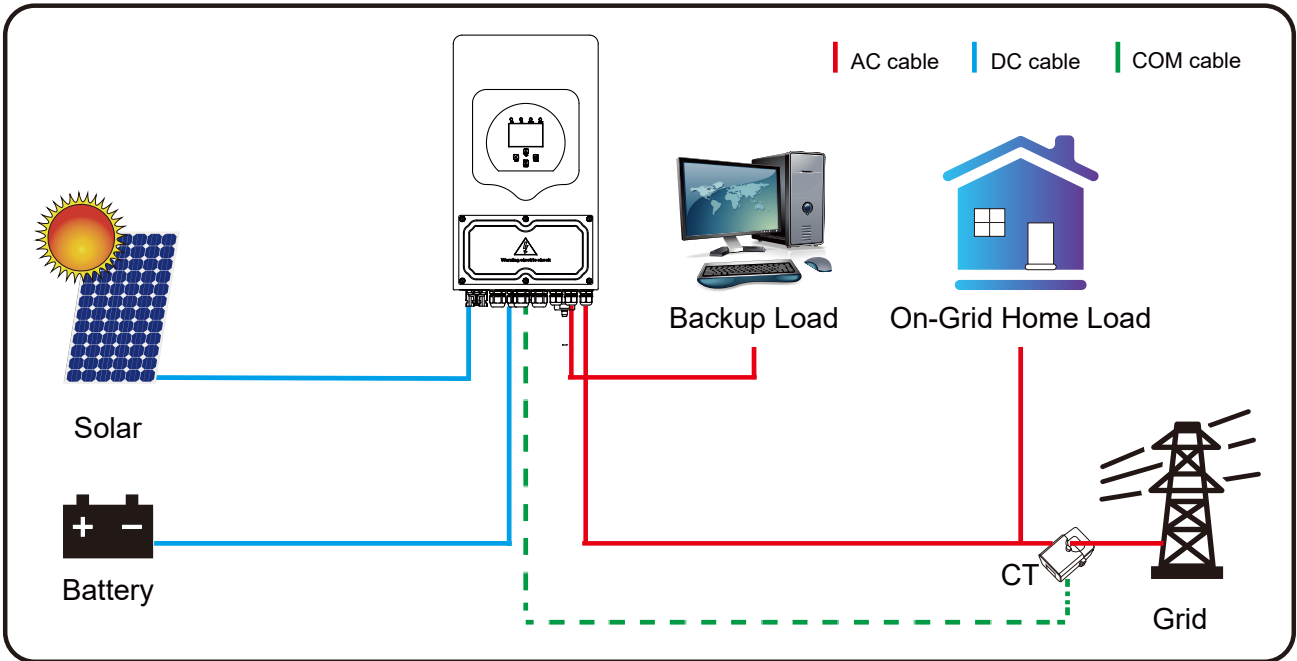 AC cable
DC cable
COM cable
Backup Load
On-Grid Home Load
Solar
Battery
CT
Grid